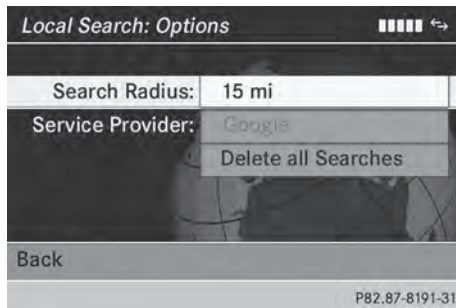 Local Search: Options
Search Radius: 15 mi
Service Provider: Google
Delete all Searches
Back
P82.87-8191-31